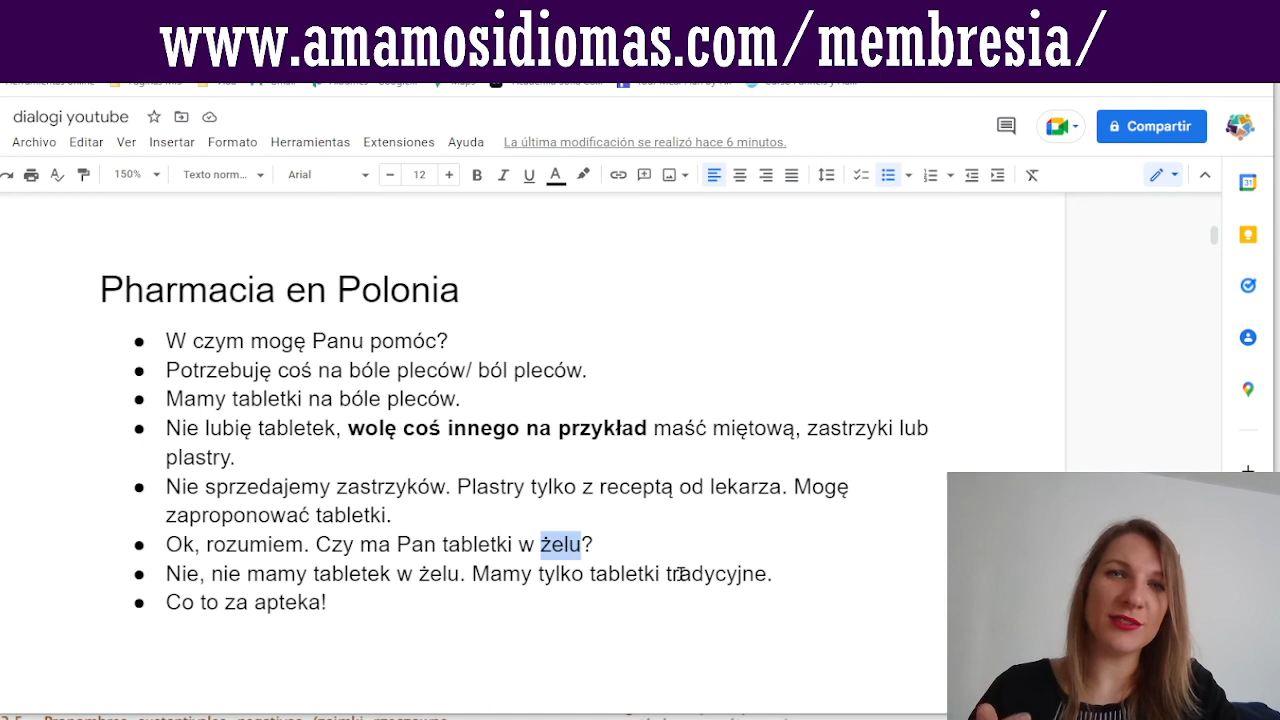 www.amamosidiomas.com/membresia/
dialogi youtube
Compartir
Archivo Editar Ver Insertar Formato Herramientas Extensiones Ayuda La última modificación se realizó hace 6 minutos.
150% Texto norm... Arial 12
Pharmacia en Polonia
● W czym mogę Panu pomóc?
● Potrzebuję coś na bóle pleców/ ból pleców.
● Mamy tabletki na bóle pleców.
● Nie lubię tabletek, wolę coś innego na przykład maść miętową, zastrzyki lub
plastry.
● Nie sprzedajemy zastrzyków. Plastry tylko z receptą od lekarza. Mogę
zaproponować tabletki.
● Ok, rozumiem. Czy ma Pan tabletki w żelu?
● Nie, nie mamy tabletek w żelu. Mamy tylko tabletki tradycyjne.
● Co to za apteka!